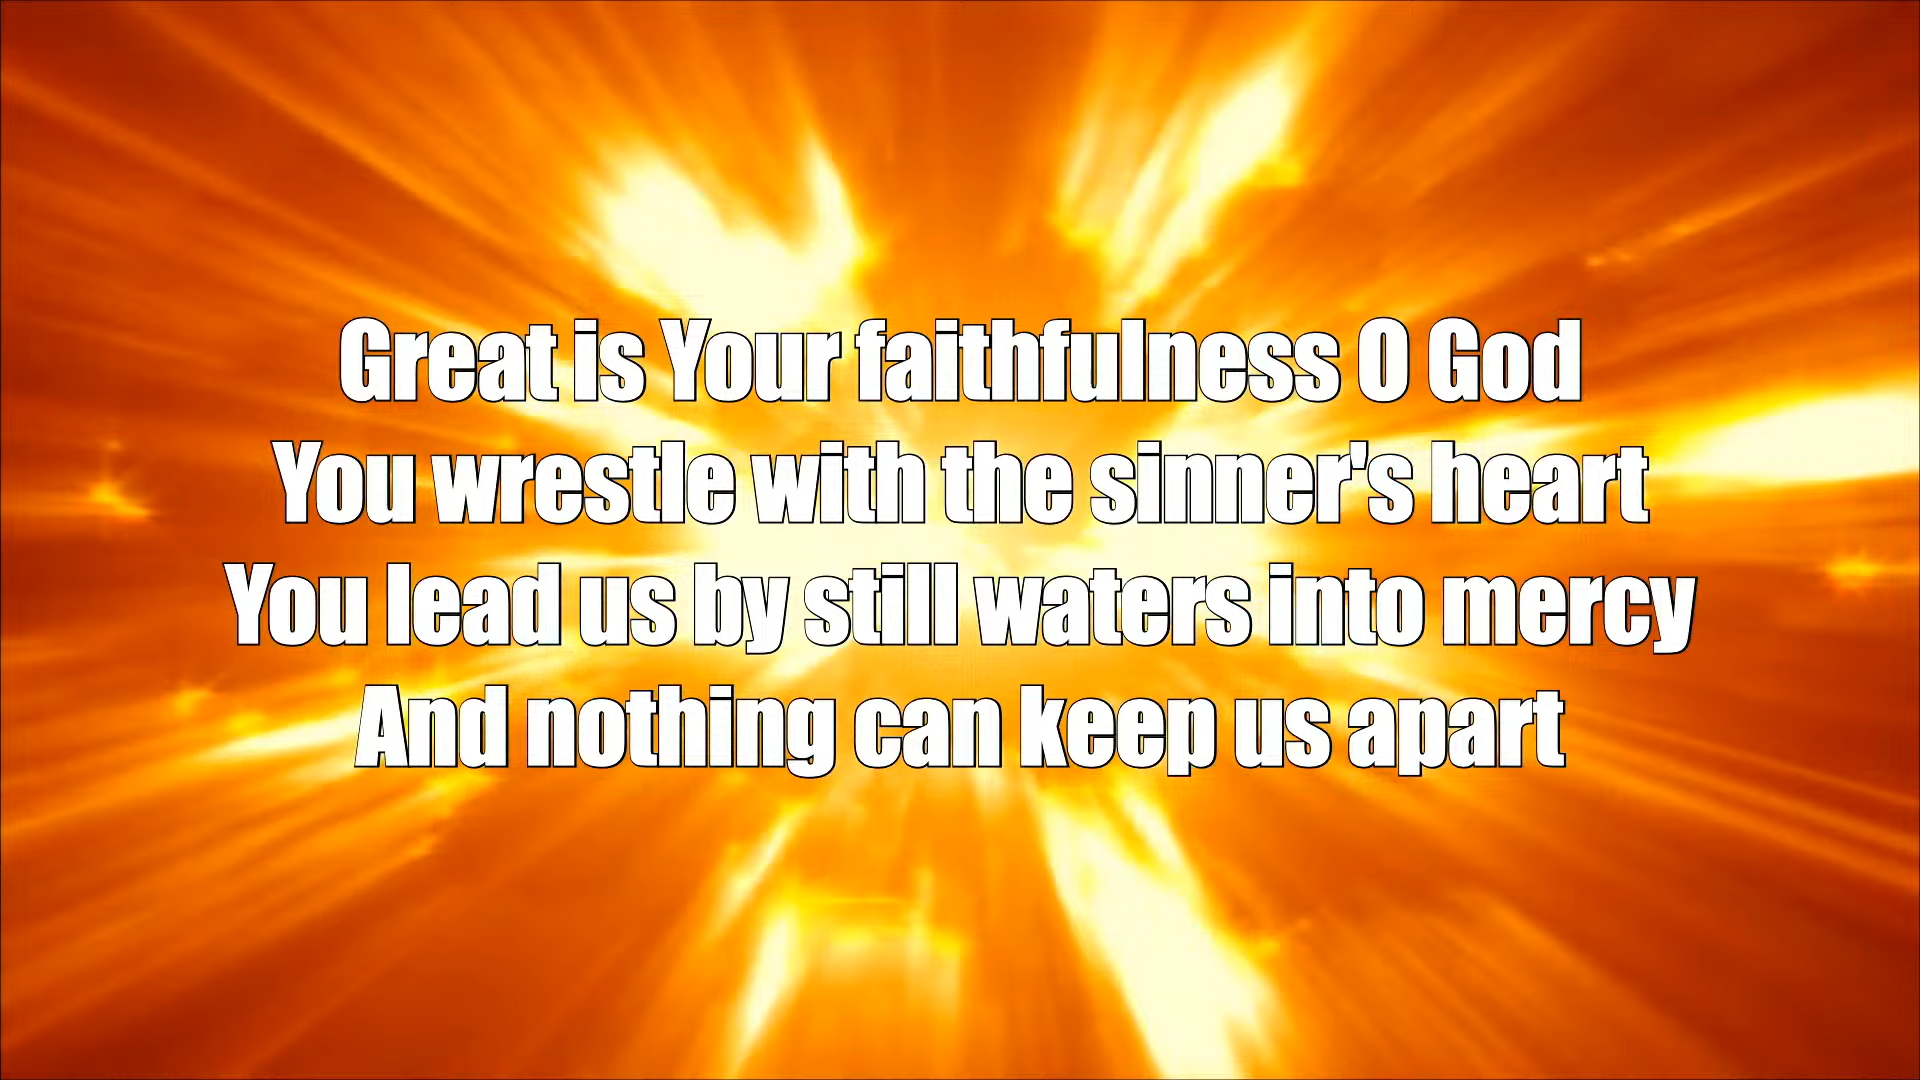 Great is Your faithfulness O God
You wrestle with the sinner's heart
You lead us by still waters into mercy
And nothing can keep us apart